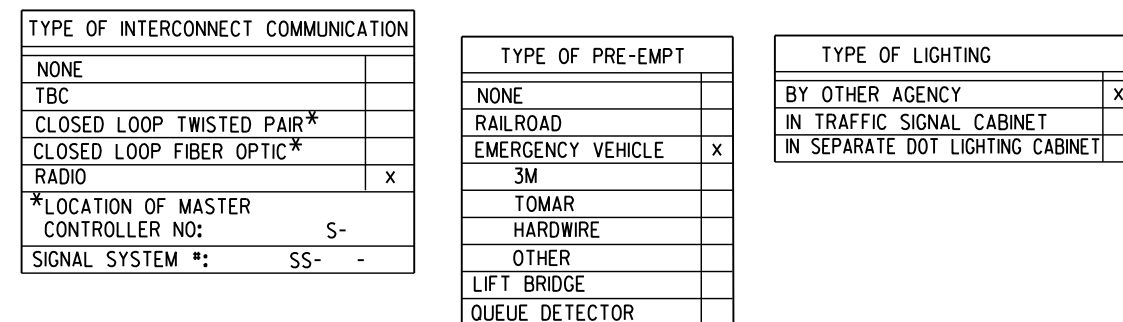 TYPE OF INTERCONNECT COMMUNICATION
NONE
TBC
CLOSED LOOP TWISTED PAIR*
CLOSED LOOP FIBER OPTIC*
RADIO X
*LOCATION OF MASTER
CONTROLLER NO: S-
SIGNAL SYSTEM #: SS- -
TYPE OF PRE-EMPT
NONE
RAILROAD
EMERGENCY VEHICLE X
3M
TOMAR
HARDWIRE
OTHER
LIFT BRIDGE
QUEUE DETECTOR
TYPE OF LIGHTING
BY OTHER AGENCY X
IN TRAFFIC SIGNAL CABINET
IN SEPARATE DOT LIGHTING CABINET